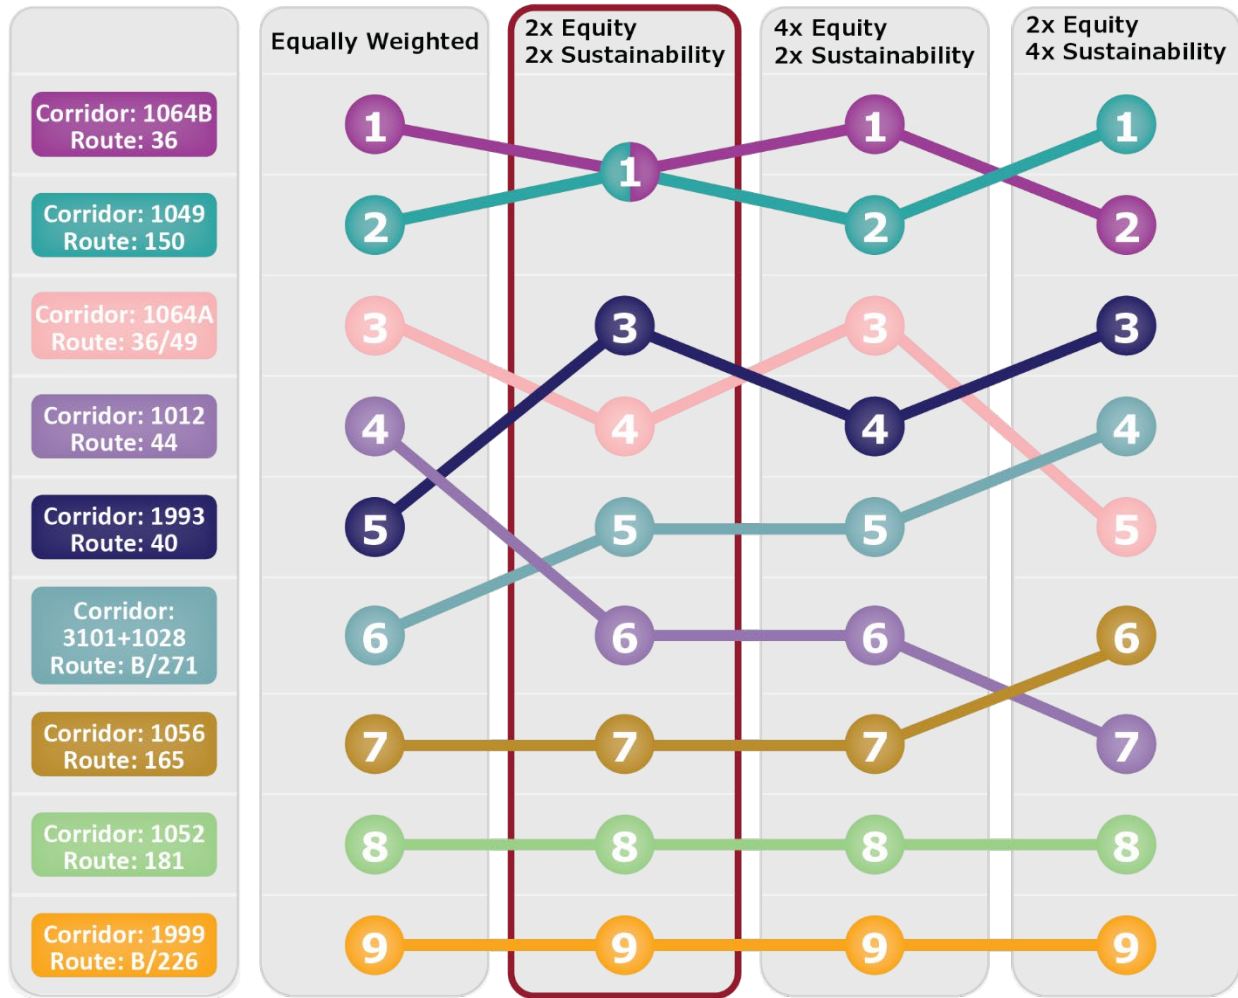 Equally Weighted
2x Equity
2x Sustainability
4x Equity
2x Sustainability
2x Equity
4x Sustainability
Corridor: 1064B
Route: 36
1
1
1
1
Corridor: 1049
Route: 150
2
2
2
Corridor: 1064A
Route: 36/49
3
3
3
3
Corridor: 1012
Route: 44
4
4
4
4
Corridor: 1993
Route: 40
5
5
5
5
Corridor:
3101+1028
Route: B/271
6
6
6
6
Corridor: 1056
Route: 165
7
7
7
7
Corridor: 1052
Route: 181
8
8
8
8
Corridor: 1999
Route: B/226
9
9
9
9